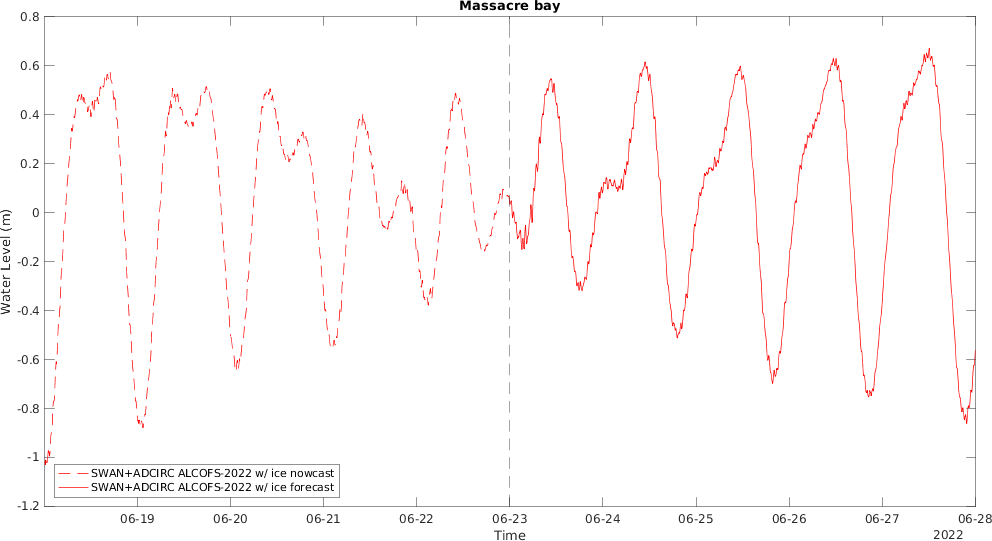 Massacre bay
0.8
0.6
0.4
0.2
0
-0.2
-0.4
-0.6
-0.8
-1
-1.2
Water Level (m)
SWAN+ADCIRC ALCOFS-2022 w/ ice nowcast
SWAN+ADCIRC ALCOFS-2022 w/ ice forecast
06-19 06-20 06-21 06-22 06-23 06-24 06-25 06-26 06-27 06-28
Time
2022